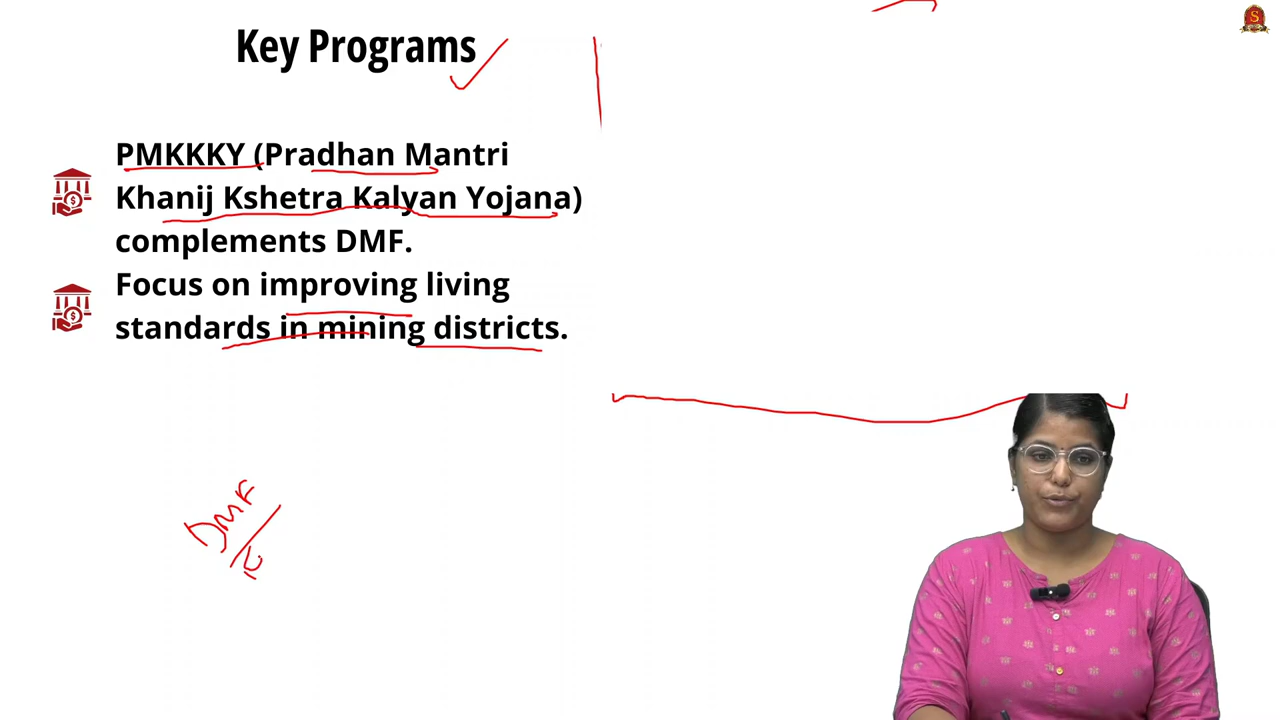 Key Programs
PMKKKY (Pradhan Mantri
Khanij Kshetra Kalyan Yojana)
complements DMF.
Focus on improving living
standards in mining districts.
DMF